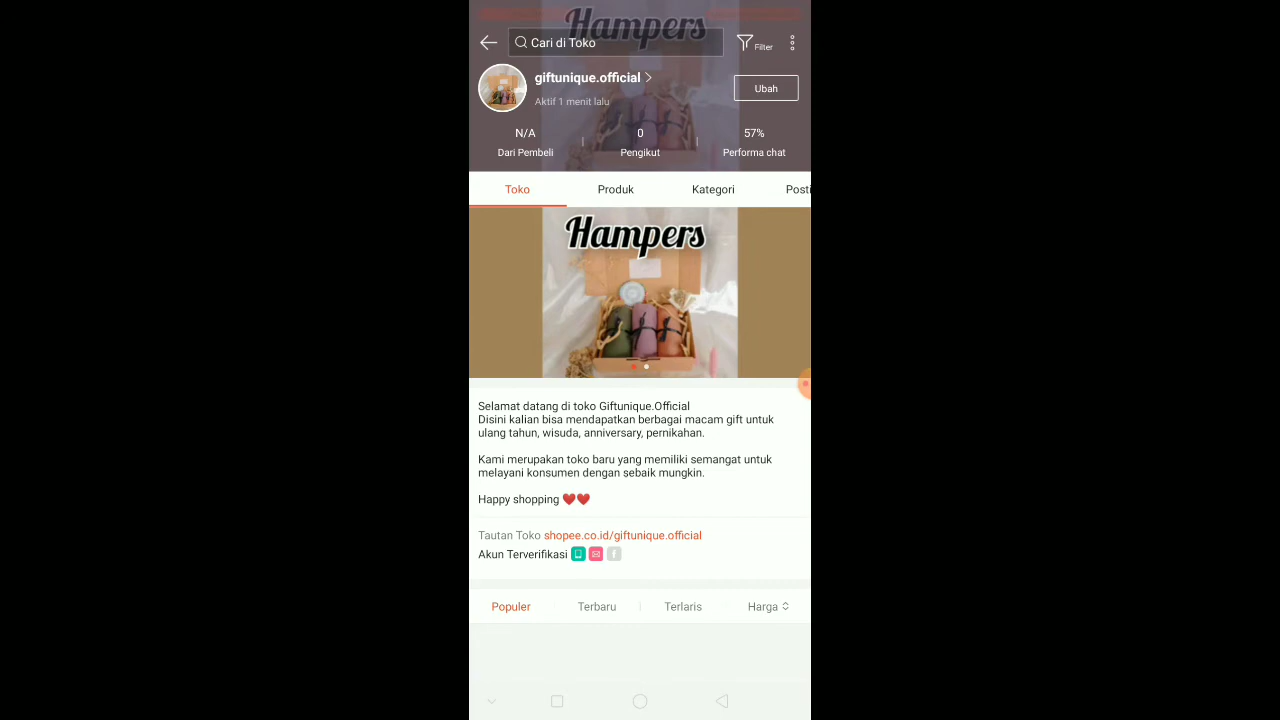 Hampers
Cari di Toko
Filter
giftunique.official
Aktif 1 menit lalu
Ubah
N/A
0
57%
Dari Pembeli
Pengikut
Performa chat
Toko
Produk
Kategori
Posti
Hampers
Selamat datang di toko Giftunique.Official
Disini kalian bisa mendapatkan berbagai macam gift untuk
ulang tahun, wisuda, anniversary, pernikahan.
Kami merupakan toko baru yang memiliki semangat untuk
melayani konsumen dengan sebaik mungkin.
Happy shopping ❤️❤️
Tautan Toko shopee.co.id/giftunique.official
Akun Terverifikasi
Populer
Terbaru
Terlaris
Harga